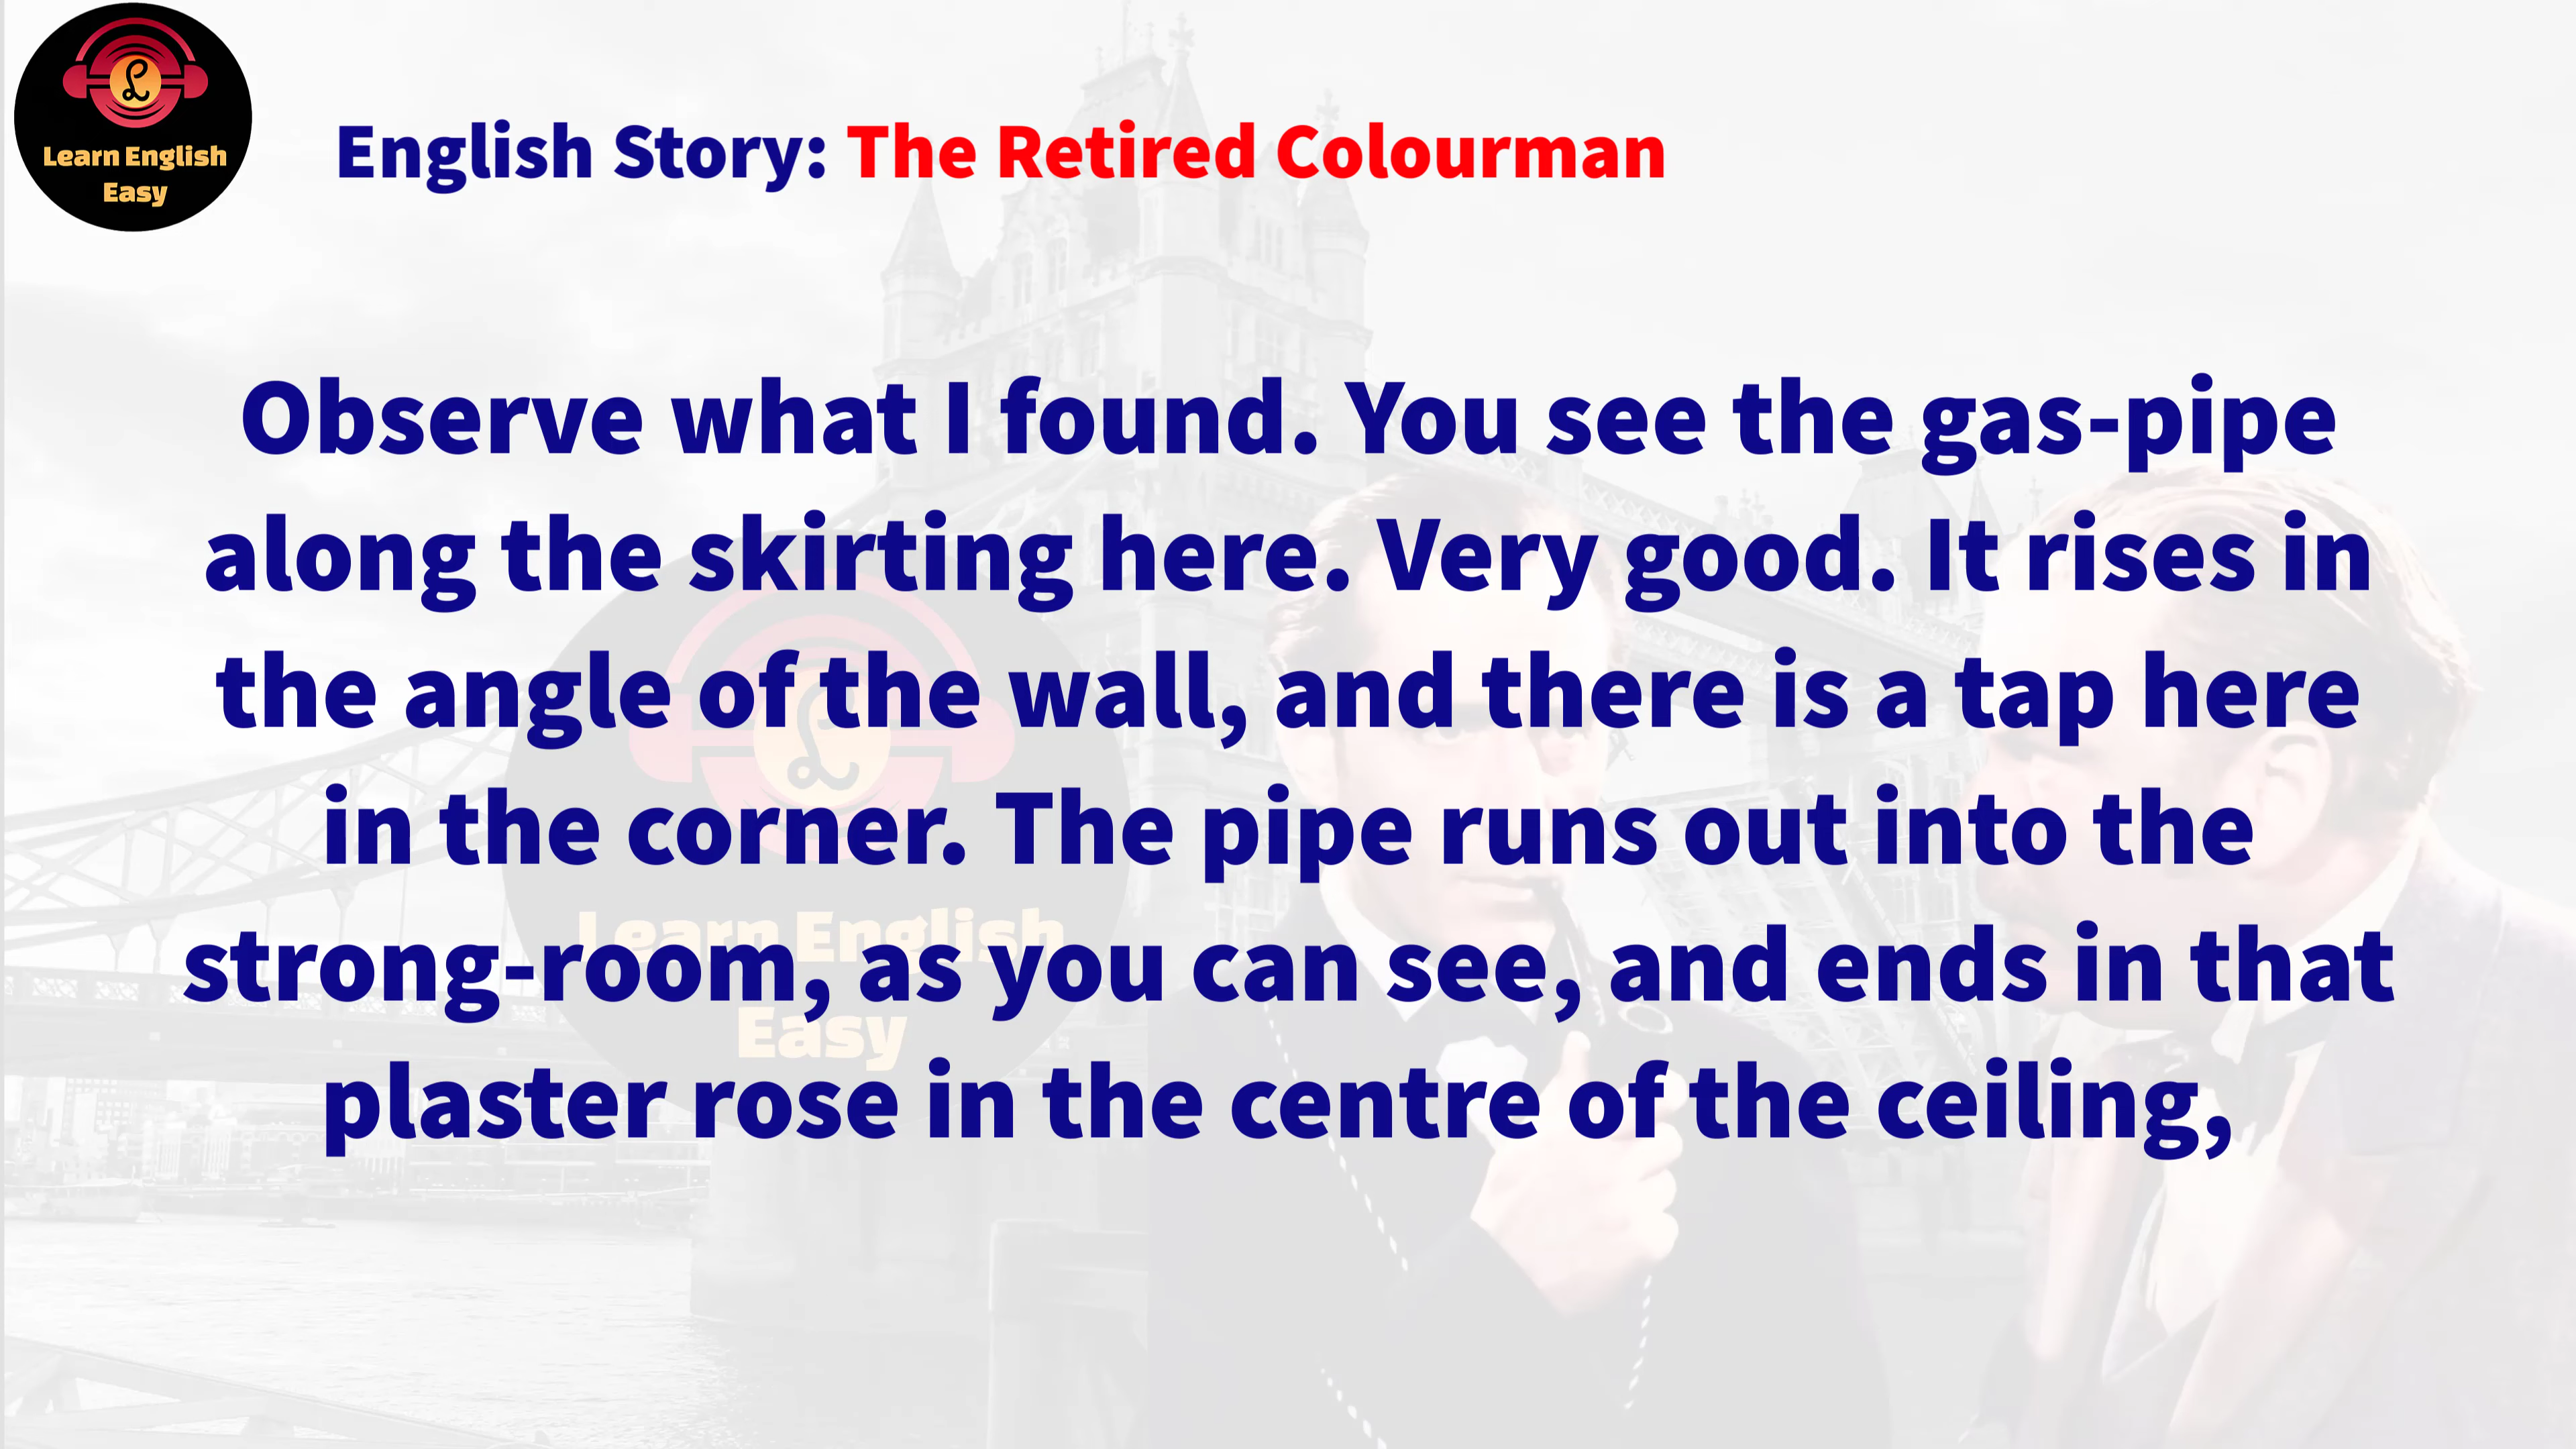 Learn English
Easy
English Story: The Retired Colourman
Observe what I found. You see the gas-pipe
along the skirting here. Very good. It rises in
the angle of the wall, and there is a tap here
in the corner. The pipe runs out into the
strong-room, as you can see, and ends in that
plaster rose in the centre of the ceiling,
Learn English
Easy